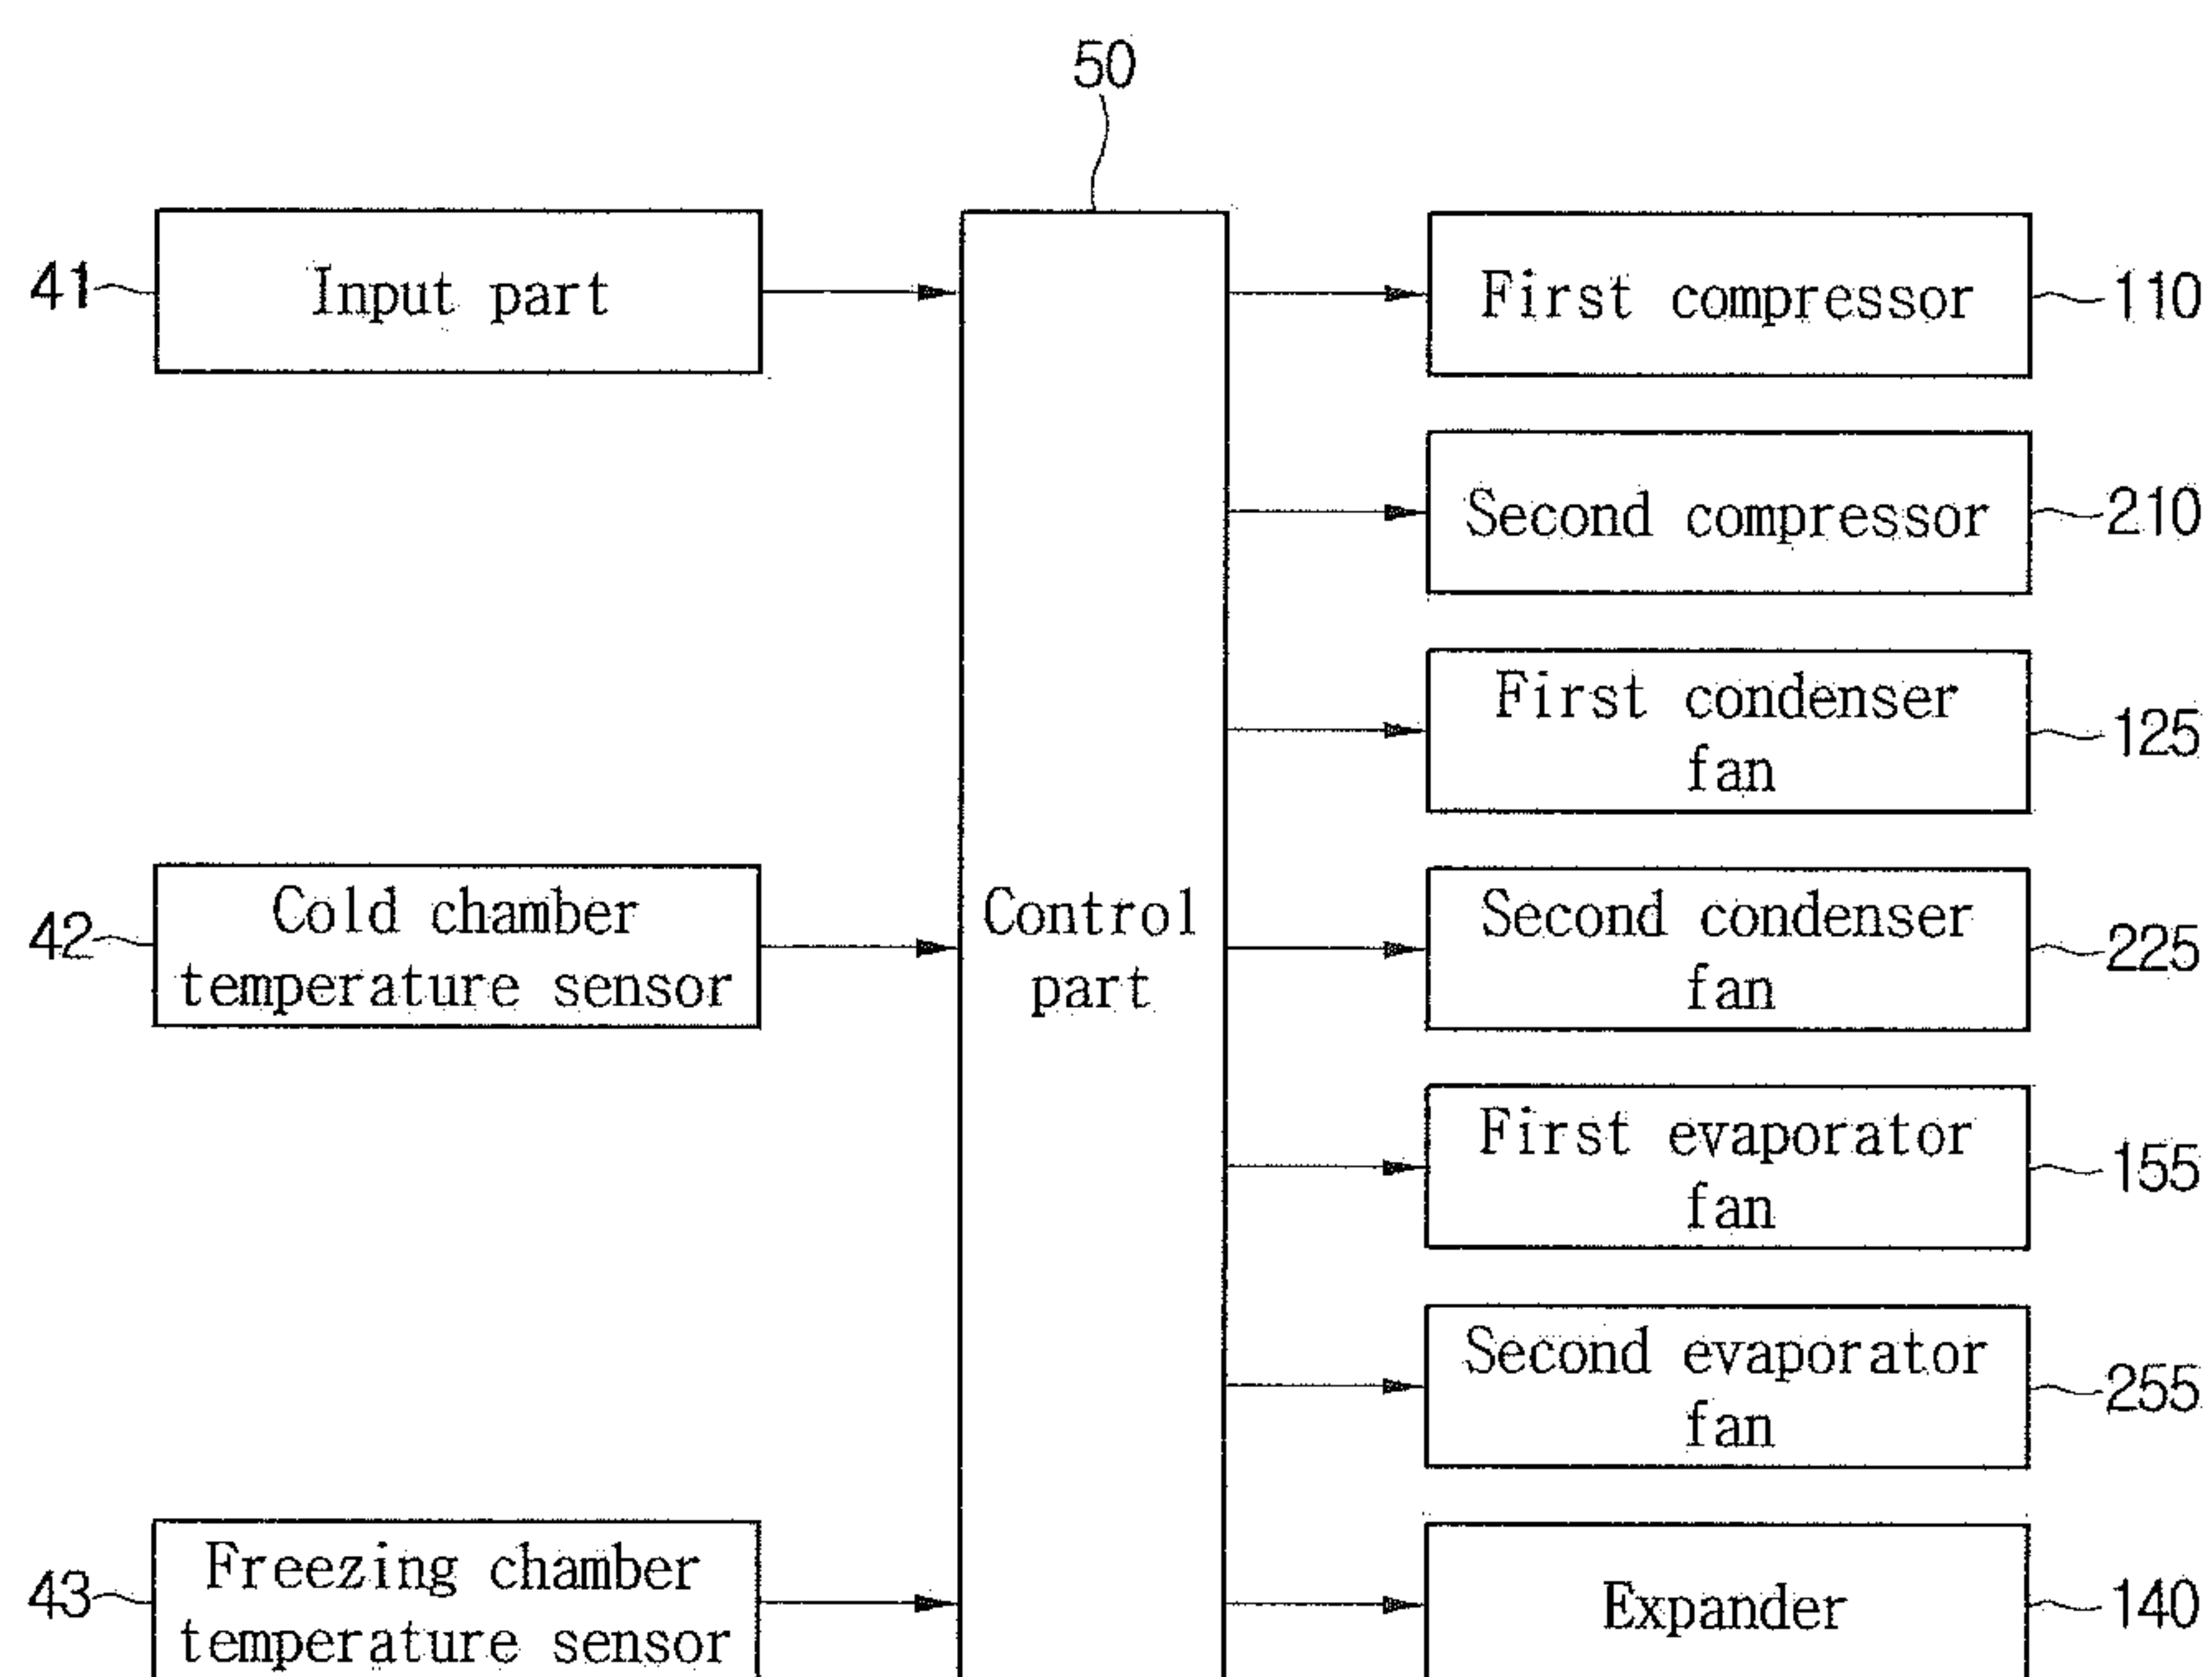 50
41
Input part
First compressor
110
Second compressor
210
First condenser
fan
125
42
Cold chamber
temperature sensor
Control
part
Second condenser
fan
225
First evaporator
fan
155
Second evaporator
fan
255
43
Freezing chamber
temperature sensor
Expander
140